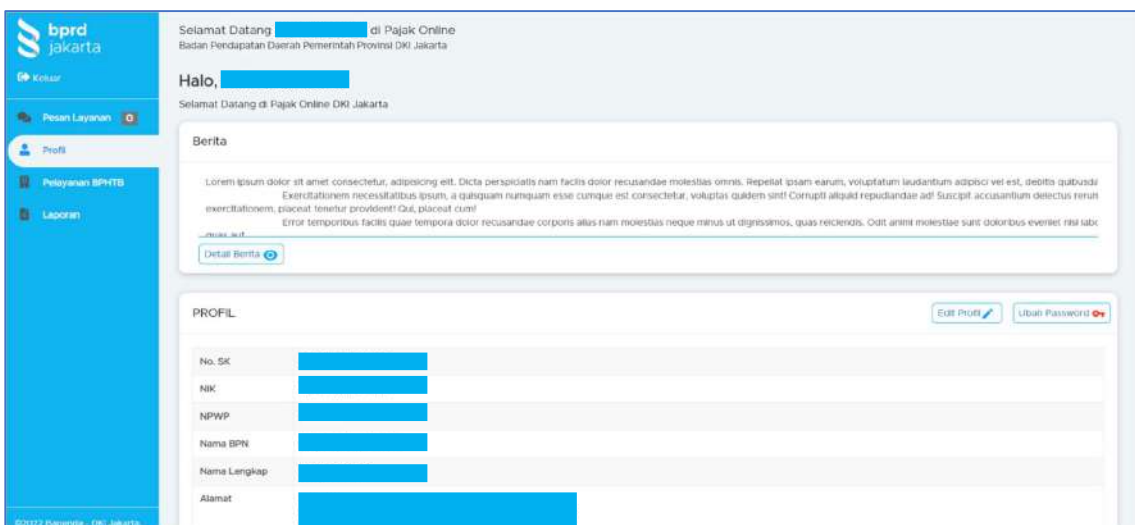 bprd
jakarta
Keluar
Pesan Layanan 0
Profil
Pelayanan BPHTB
Laporan
©2022 Bapenda - DKI Jakarta
Selamat Datang di Pajak Online
Badan Pendapatan Daerah Pemerintah Provinsi DKI Jakarta
Halo,
Selamat Datang di Pajak Online DKI Jakarta
Berita
Lorem ipsum dolor sit amet consectetur, adipisicing elit. Dicta perspiciatis nam facilis dolor recusandae molestias omnis. Repellat ipsam earum, voluptatum laudantium adipisci vel est, debitis quibusda
Exercitationem necessitatibus ipsum, a quisquam numquam esse cumque est consectetur, voluptas quidem sint! Corrupti aliquid repudiandae ad! Suscipit accusantium delectus rerum
exercitationem, placeat tenetur provident! Qui, placeat cum!
Error temporibus facilis quae tempora dolor recusandae corporis alias nam molestias neque minus ut dignissimos, quas reiciendis. Odit animi molestiae sunt doloribus eveniet nisi labo
quas aut
Detail Berita
PROFIL
Edit Profil
Ubah Password
No. SK
NIK
NPWP
Nama BPN
Nama Lengkap
Alamat